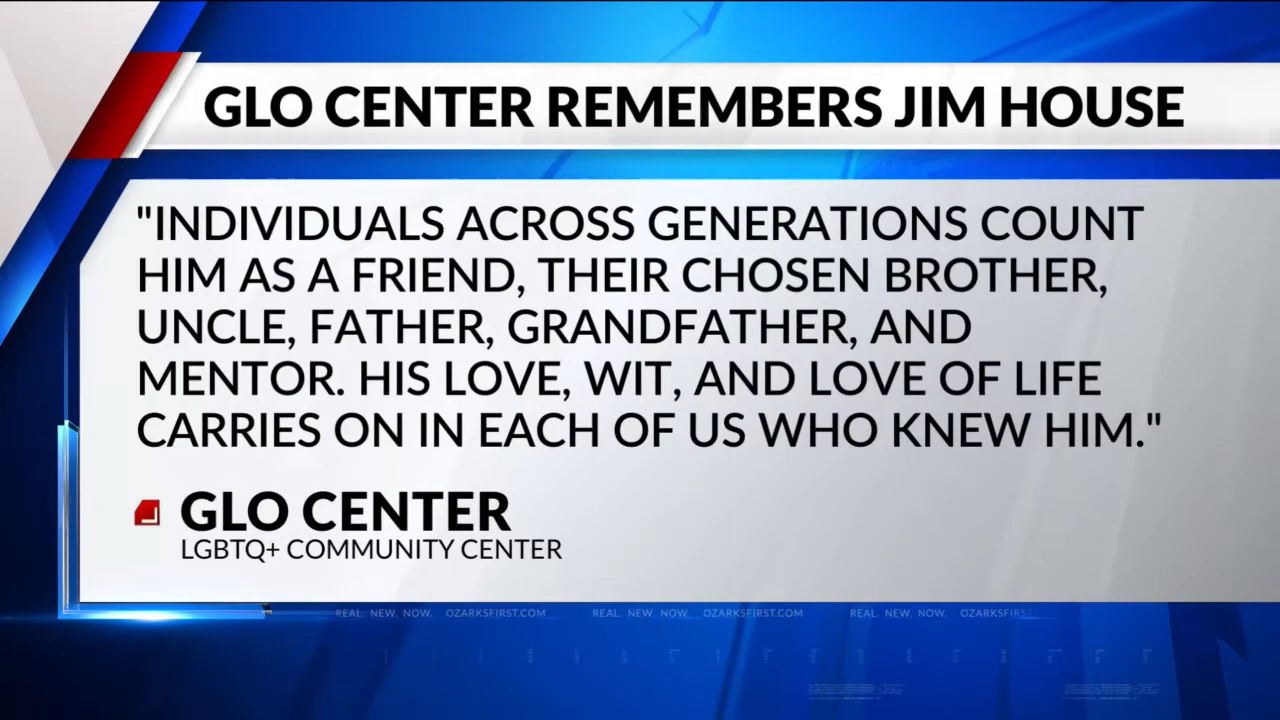 GLO CENTER REMEMBERS JIM HOUSE
"INDIVIDUALS ACROSS GENERATIONS COUNT
HIM AS A FRIEND, THEIR CHOSEN BROTHER,
UNCLE, FATHER, GRANDFATHER, AND
MENTOR. HIS LOVE, WIT, AND LOVE OF LIFE
CARRIES ON IN EACH OF US WHO KNEW HIM."
GLO CENTER
LGBTQ+ COMMUNITY CENTER
REAL. NEW. NOW. OZARKSFIRST.COM REAL. NEW. NOW. OZARKSFIRST.COM REAL. NEW. NOW. OZARKSFIRST